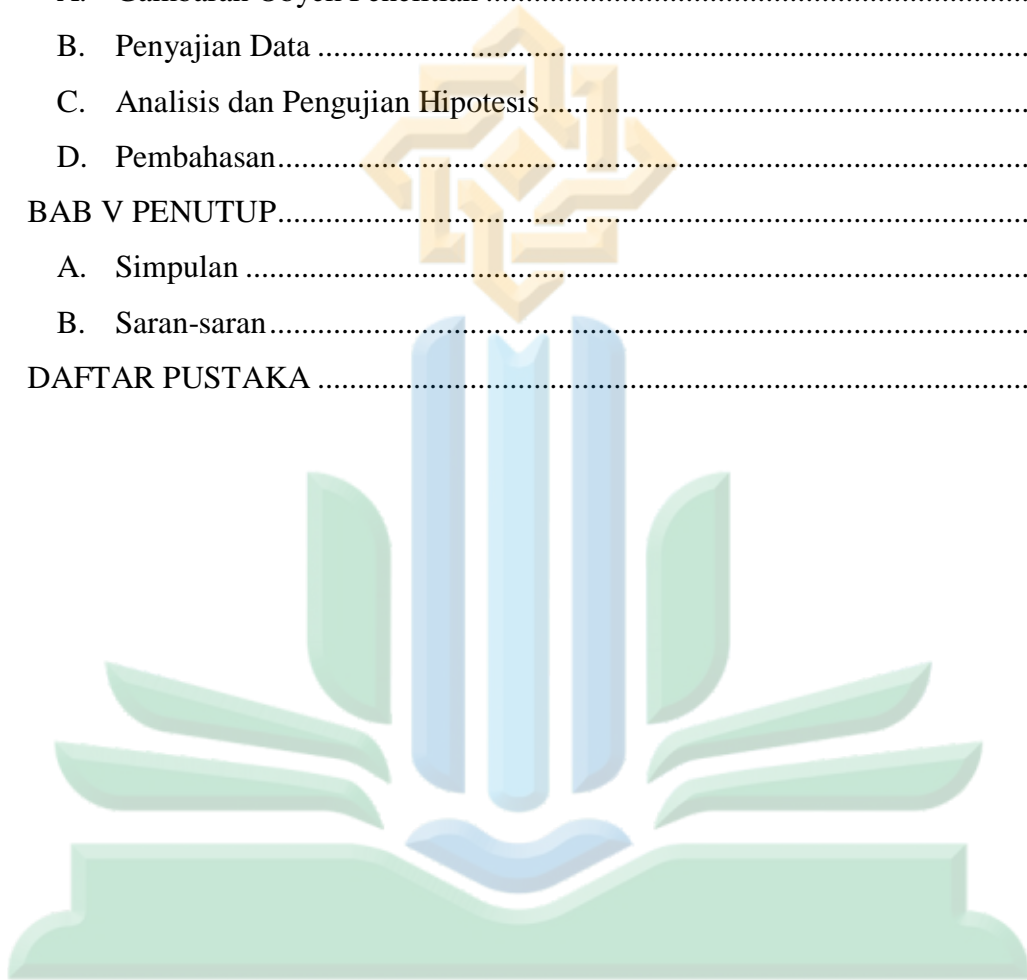 B. Penyajian Data ........................................................................................
C. Analisis dan Pengujian Hipotesis............................................................
D. Pembahasan.............................................................................................
BAB V PENUTUP..............................................................................................
A. Simpulan .................................................................................................
B. Saran-saran..............................................................................................
DAFTAR PUSTAKA .........................................................................................